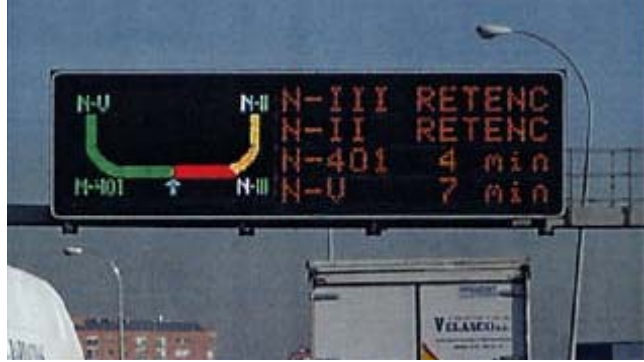 N-V
N-II
M-401
N-III
N-III RETENC
N-II RETENC
N-401 4 min
N-V 7 min
VELASCO